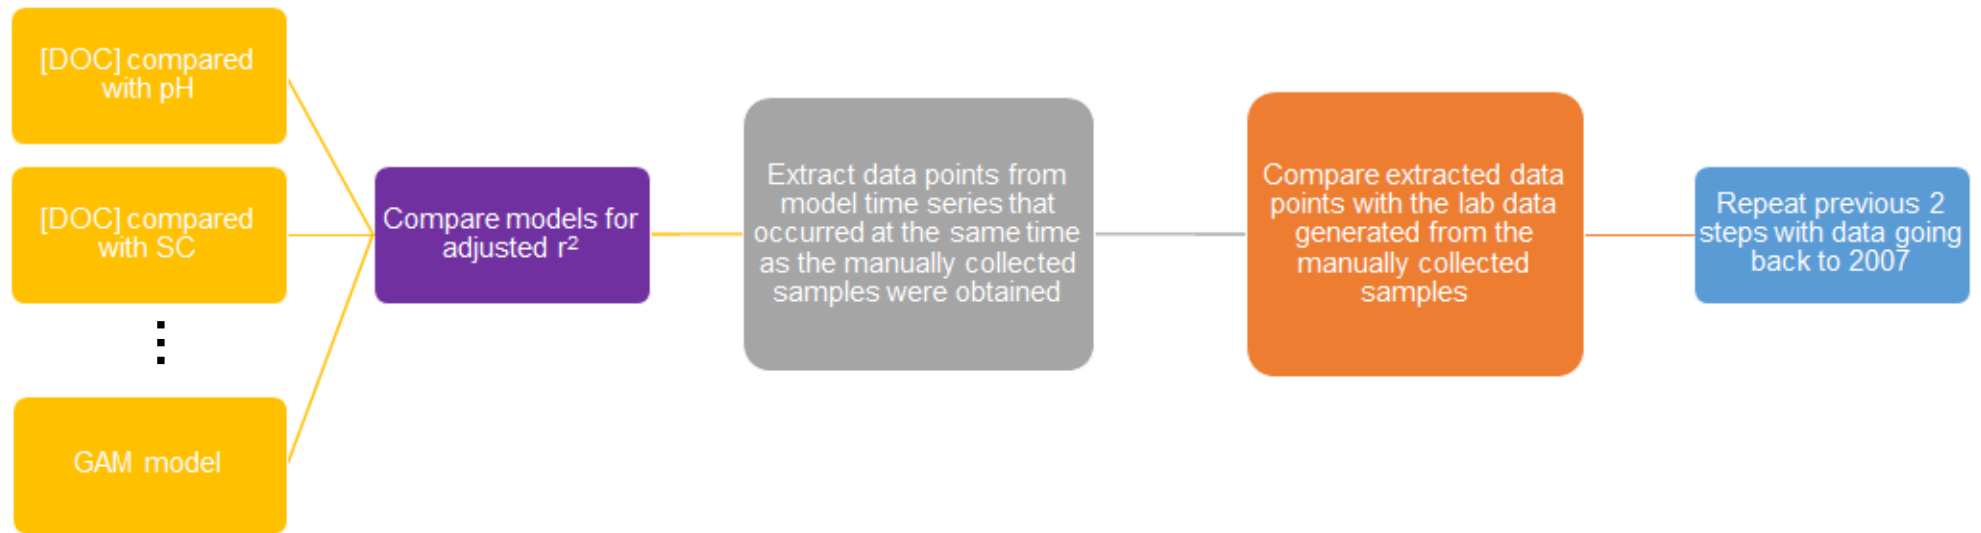 [DOC] compared
with pH
[DOC] compared
with SC
⋮
GAM model
Compare models for
adjusted r²
Extract data points from
model time series that
occurred at the same time
as the manually collected
samples were obtained
Compare extracted data
points with the lab data
generated from the
manually collected
samples
Repeat previous 2
steps with data going
back to 2007